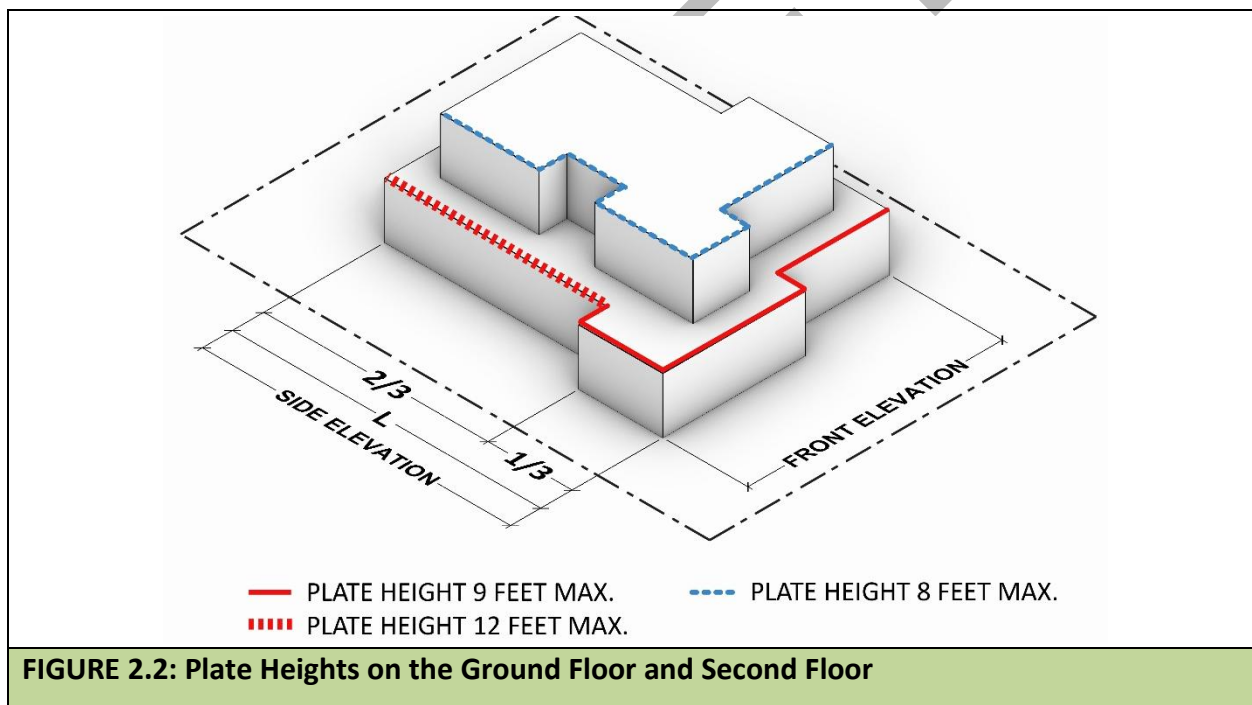 2/3
L
SIDE ELEVATION
1/3
FRONT ELEVATION
PLATE HEIGHT 9 FEET MAX.
PLATE HEIGHT 8 FEET MAX.
PLATE HEIGHT 12 FEET MAX.
FIGURE 2.2: Plate Heights on the Ground Floor and Second Floor